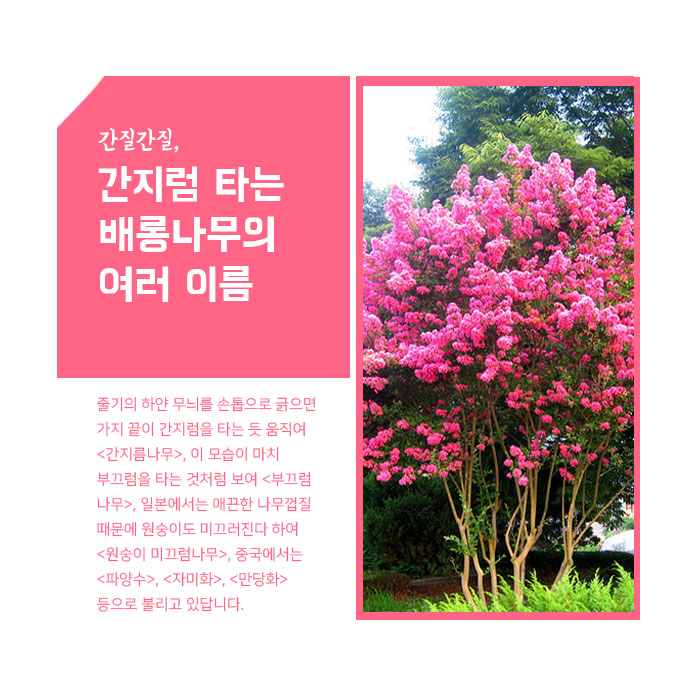 간질간질,
간지럼 타는
배롱나무의
여러 이름
줄기의 하얀 무늬를 손톱으로 긁으면
가지 끝이 간지럼을 타는 듯 움직여
<간지름나무>, 이 모습이 마치
부끄럼을 타는 것처럼 보여 <부끄럼
나무>, 일본에서는 매끈한 나무껍질
때문에 원숭이도 미끄러진다 하여
<원숭이 미끄럼나무>, 중국에서는
<파양수>, <자미화>, <만당화>
등으로 불리고 있답니다.